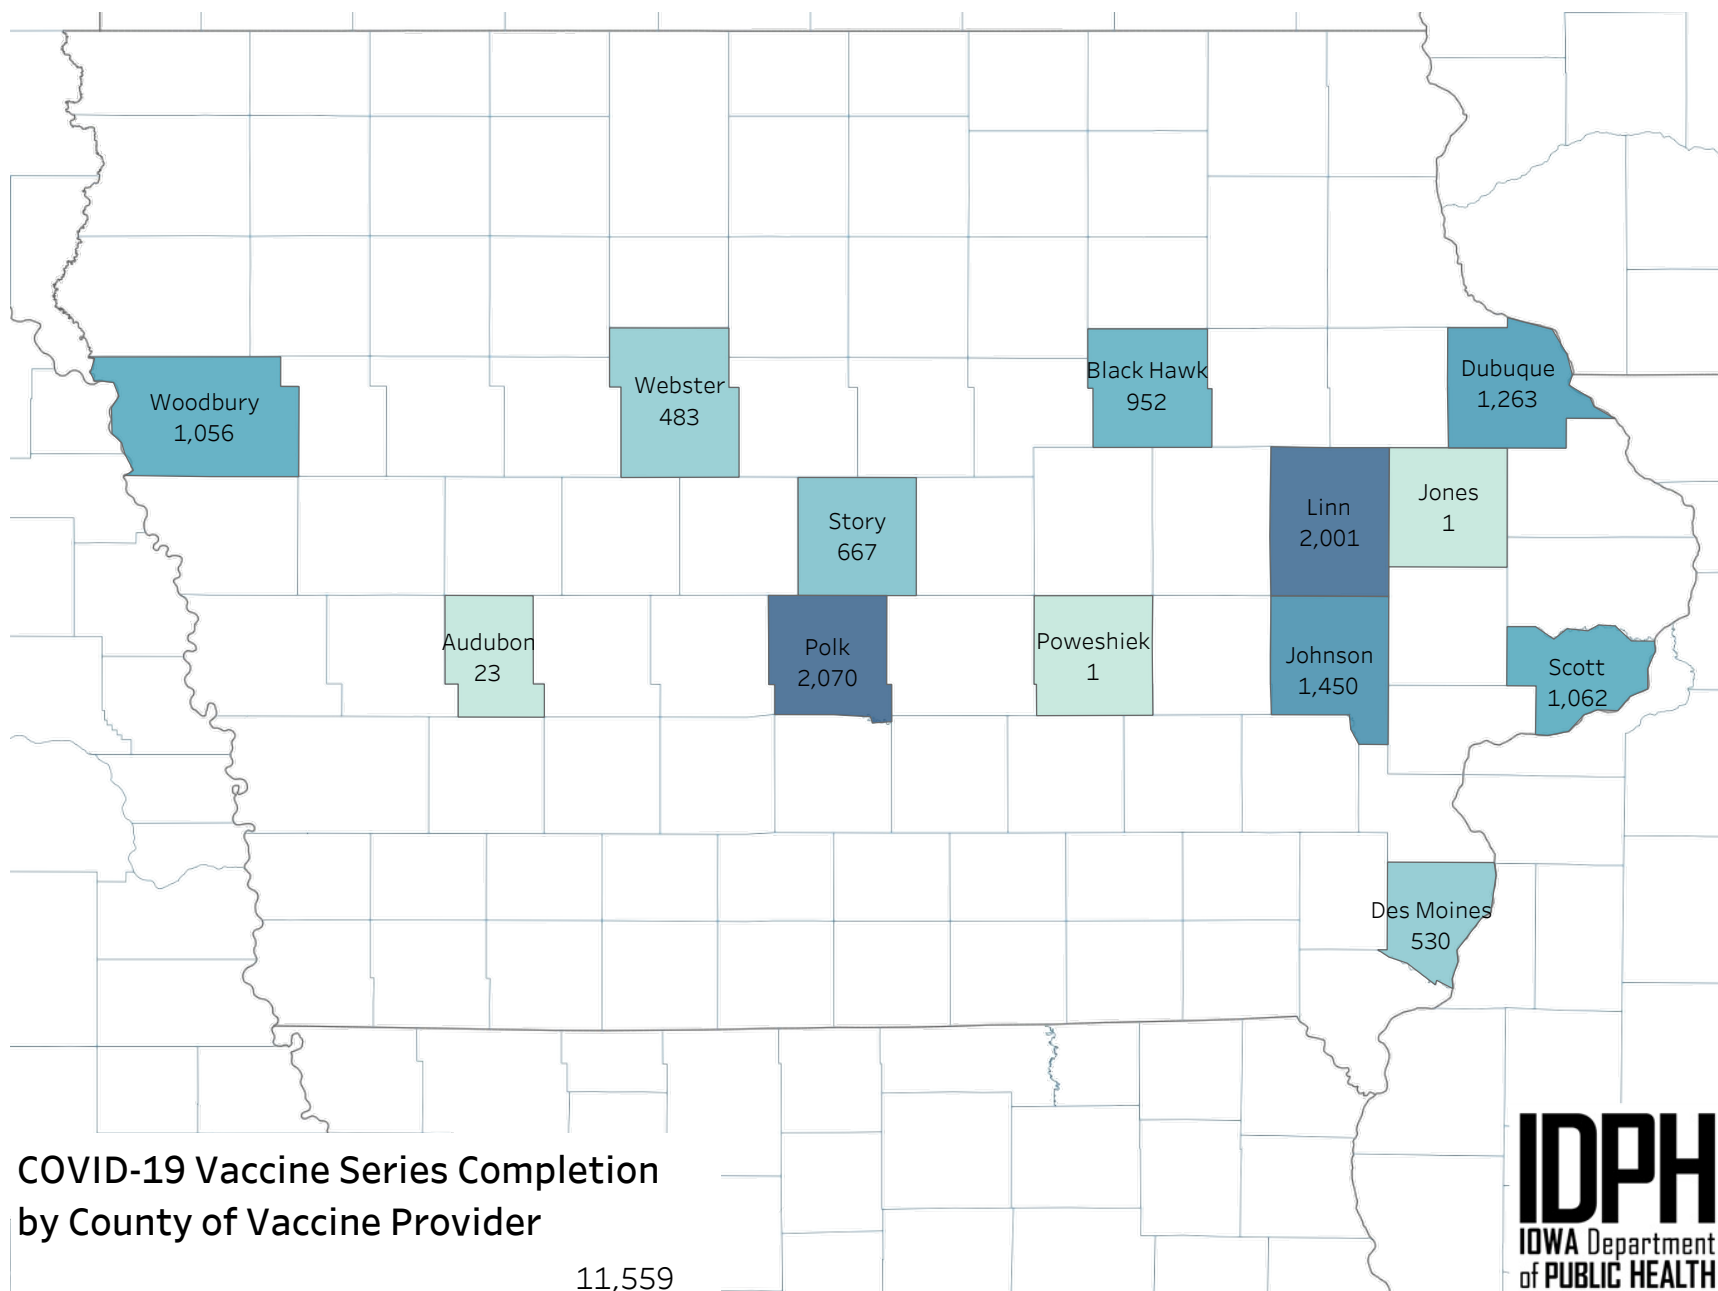 Black Hawk
952
Dubuque
1,263
Webster
483
Woodbury
1,056
Linn
2,001
Jones
1
Story
667
Audubon
23
Polk
2,070
Poweshiek
1
Johnson
1,450
Scott
1,062
Des Moines
530
COVID-19 Vaccine Series Completion
by County of Vaccine Provider
11,559
IDPH
IOWA Department
of PUBLIC HEALTH